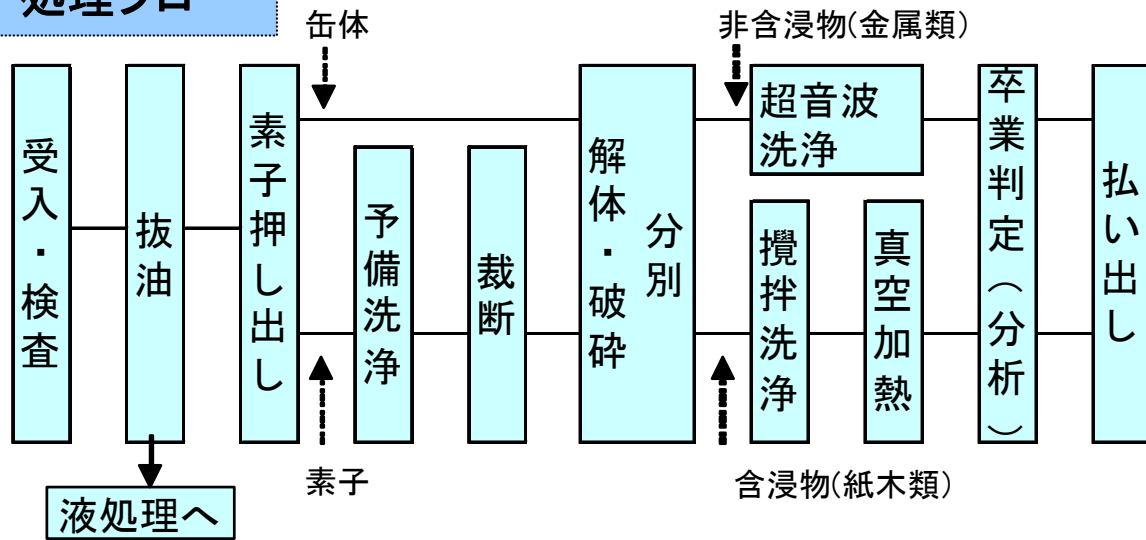 処理フロー
缶体
非含浸物(金属類)
受入・検査
抜油
素子押し出し
予備洗浄
裁断
解体・破砕
分別
超音波
洗浄
攪拌洗浄
真空加熱
卒業判定(分析)
払い出し
素子
含浸物(紙木類)
液処理へ